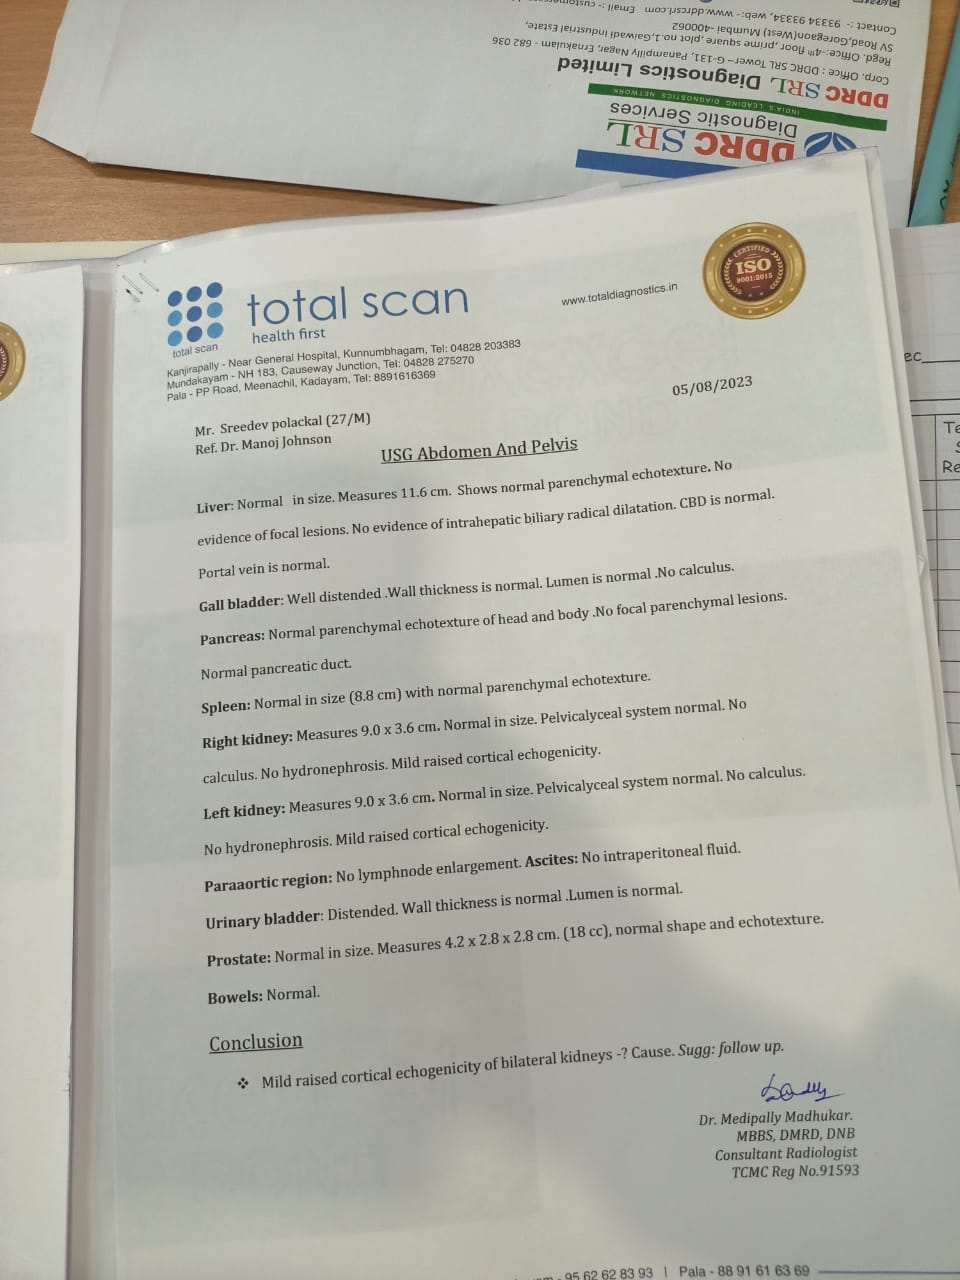 Contact :- 93334 93334, web:- www.ddrcsrl.com Email :-
SV Road,Goregaon(West) Mumbai -400062
Regd. Office:-4th floor ,prime square ,plot no.1,Gaiwadi industrial Estate,
Corp. Office : DDRC SRL Tower– G-131, Panampilly Nagar, Ernakulam - 682 036
DDRC SRL Diagnostics Limited
INDIA'S LEADING DIAGNOSTICS NETWORK
Diagnostic Services
DDRC SRL
total scan
health first
total scan
www.totaldiagnostics.in
CERTIFIED
ISO
9001:2015
Kanjirapally - Near General Hospital, Kunnumbhagam, Tel: 04828 203383
Mundakayam - NH 183, Causeway Junction, Tel: 04828 275270
Pala - PP Road, Meenachil, Kadayam, Tel: 8891616369
05/08/2023
Mr. Sreedev polackal (27/M)
Ref. Dr. Manoj Johnson
USG Abdomen And Pelvis
Liver: Normal in size. Measures 11.6 cm. Shows normal parenchymal echotexture. No
evidence of focal lesions. No evidence of intrahepatic biliary radical dilatation. CBD is normal.
Portal vein is normal.
Gall bladder: Well distended .Wall thickness is normal. Lumen is normal .No calculus.
Pancreas: Normal parenchymal echotexture of head and body .No focal parenchymal lesions.
Normal pancreatic duct.
Spleen: Normal in size (8.8 cm) with normal parenchymal echotexture.
Right kidney: Measures 9.0 x 3.6 cm. Normal in size. Pelvicalyceal system normal. No
calculus. No hydronephrosis. Mild raised cortical echogenicity.
Left kidney: Measures 9.0 x 3.6 cm. Normal in size. Pelvicalyceal system normal. No calculus.
No hydronephrosis. Mild raised cortical echogenicity.
Paraaortic region: No lymphnode enlargement. Ascites: No intraperitoneal fluid.
Urinary bladder: Distended. Wall thickness is normal .Lumen is normal.
Prostate: Normal in size. Measures 4.2 x 2.8 x 2.8 cm. (18 cc), normal shape and echotexture.
Bowels: Normal.
Conclusion
❖ Mild raised cortical echogenicity of bilateral kidneys -? Cause. Sugg: follow up.
Dr. Medipally Madhukar.
MBBS, DMRD, DNB
Consultant Radiologist
TCMC Reg No.91593
95 62 62 83 93 | Pala - 88 91 61 63 69